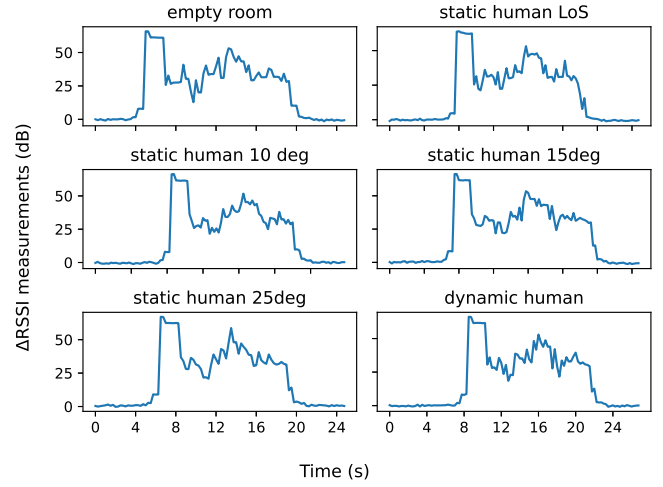 empty room
static human LoS
50
25
0
static human 10 deg
static human 15deg
50
25
0
static human 25deg
dynamic human
50
25
0
0 4 8 12 16 20 24
0 4 8 12 16 20 24
ΔRSSI measurements (dB)
Time (s)